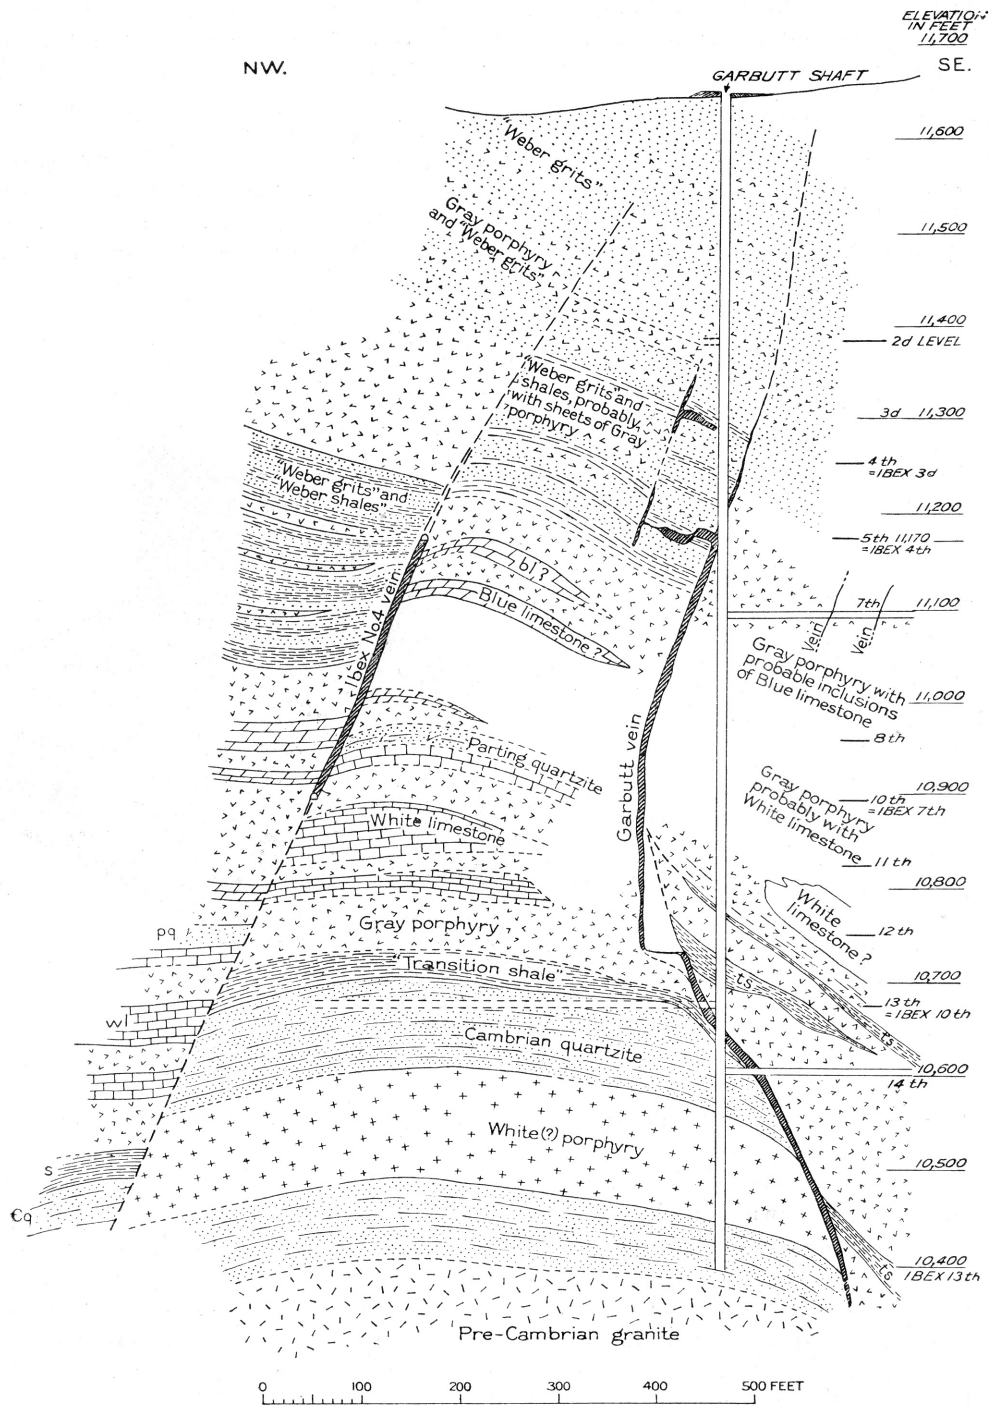 ELEVATION
IN FEET
11,700
NW.
SE.
GARBUTT SHAFT
11,600
"Weber grits"
11,500
Gray porphyry
and "Weber grits"
11,400
2d LEVEL
"Weber grits" and
shales, probably
with sheets of Gray
porphyry
3d 11,300
4th
=IBEX 3d
"Weber grits" and
"Weber shales"
11,200
5th 11,170
=IBEX 4th
bl?
Blue limestone?
7th 11,100
Vein
Vein
Ibex No.4 vein
Gray porphyry with
probable inclusions
of Blue limestone
11,000
8th
Garbutt vein
Parting quartzite
Gray porphyry
probably with
White limestone
10,900
10th
=IBEX 7th
White limestone
11th
10,800
White
limestone?
12th
Gray porphyry
pq
"Transition shale"
ts
10,700
13th
=IBEX 10th
wl
ts
Cambrian quartzite
10,600
14th
White(?) porphyry
10,500
s
Єq
ts
10,400
IBEX 13th
Pre-Cambrian granite
0 100 200 300 400 500 FEET